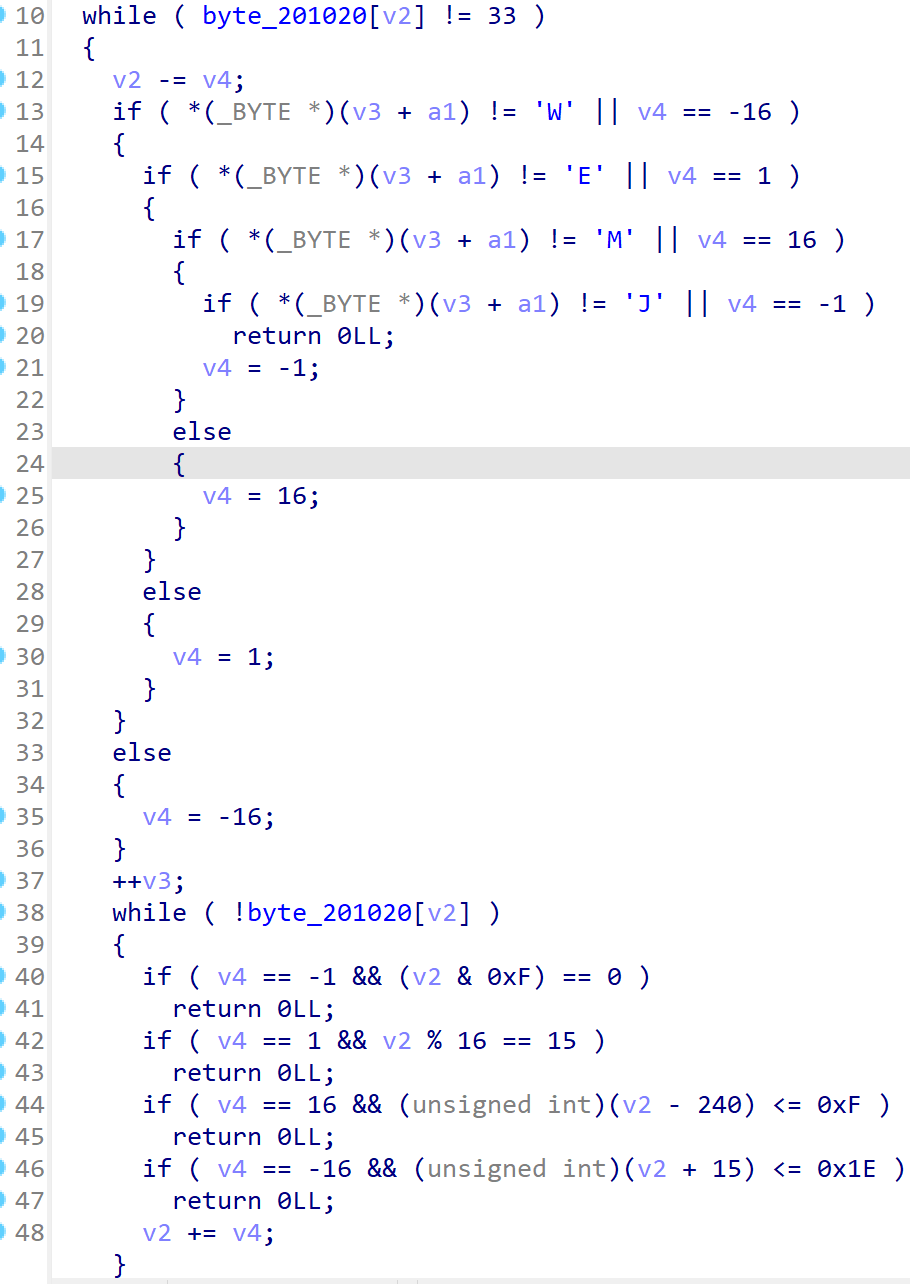 10 while ( byte_201020[v2] != 33 )
11 {
12 v2 -= v4;
13 if ( *(_BYTE *)(v3 + a1) != 'W' || v4 == -16 )
14 {
15 if ( *(_BYTE *)(v3 + a1) != 'E' || v4 == 1 )
16 {
17 if ( *(_BYTE *)(v3 + a1) != 'M' || v4 == 16 )
18 {
19 if ( *(_BYTE *)(v3 + a1) != 'J' || v4 == -1 )
20 return 0LL;
21 v4 = -1;
22 }
23 else
24 {
25 v4 = 16;
26 }
27 }
28 else
29 {
30 v4 = 1;
31 }
32 }
33 else
34 {
35 v4 = -16;
36 }
37 ++v3;
38 while ( !byte_201020[v2] )
39 {
40 if ( v4 == -1 && (v2 & 0xF) == 0 )
41 return 0LL;
42 if ( v4 == 1 && v2 % 16 == 15 )
43 return 0LL;
44 if ( v4 == 16 && (unsigned int)(v2 - 240) <= 0xF )
45 return 0LL;
46 if ( v4 == -16 && (unsigned int)(v2 + 15) <= 0x1E )
47 return 0LL;
48 v2 += v4;
}